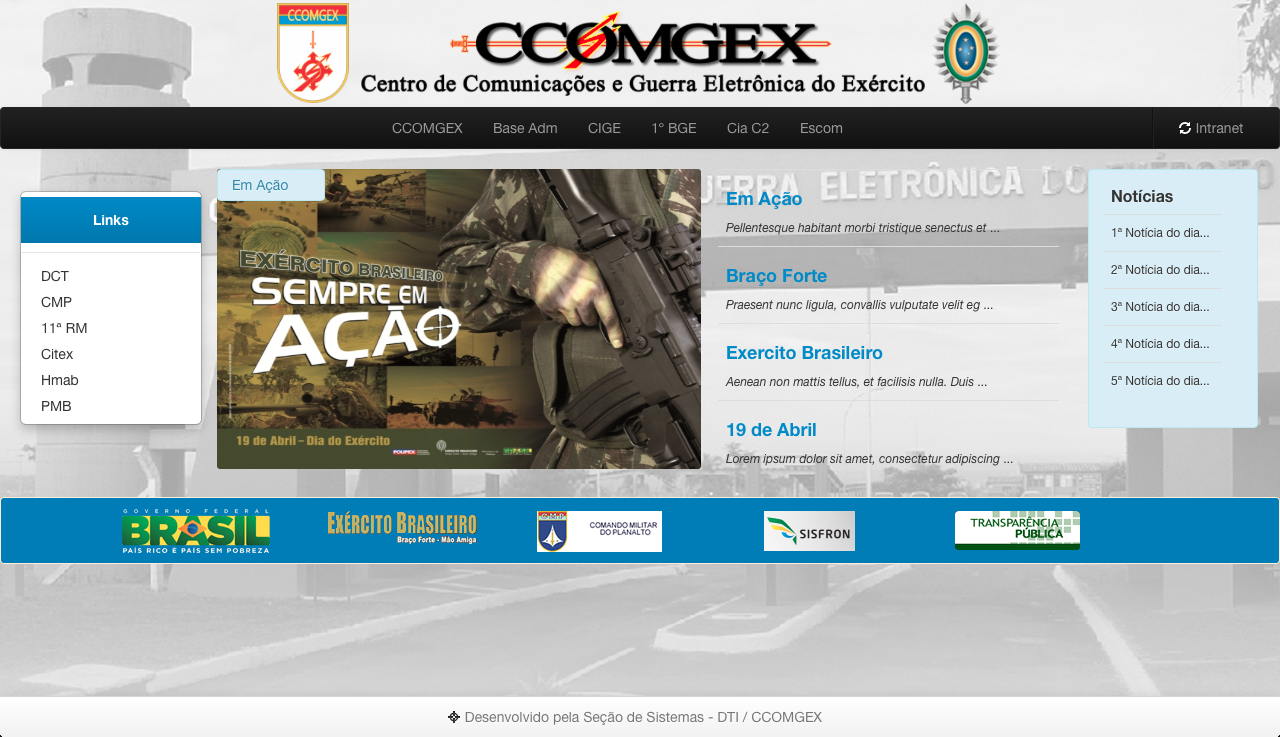 CCOMGEX
CCOMGEX
Centro de Comunicações e Guerra Eletrônica do Exército
CCOMGEX
Base Adm
CIGE
1° BGE
Cia C2
Escom
Intranet
GUERRA ELETRÔNICA DO EXÉRCITO
Links
DCT
CMP
11ª RM
Citex
Hmab
PMB
Em Ação
EXÉRCITO BRASILEIRO
SEMPRE EM
AÇÃO
19 de Abril – Dia do Exército
POUPEX
Em Ação
Pellentesque habitant morbi tristique senectus et ...
Braço Forte
Praesent nunc ligula, convallis vulputate velit eg ...
Exercito Brasileiro
Aenean non mattis tellus, et facilisis nulla. Duis ...
19 de Abril
Lorem ipsum dolor sit amet, consectetur adipiscing ...
Notícias
1ª Notícia do dia...
2ª Notícia do dia...
3ª Notícia do dia...
4ª Notícia do dia...
5ª Notícia do dia...
GOVERNO FEDERAL
BRASIL
PAÍS RICO É PAÍS SEM POBREZA
EXÉRCITO BRASILEIRO
Braço Forte - Mão Amiga
COMANDO MILITAR
DO PLANALTO
SISFRON
TRANSPARÊNCIA
PÚBLICA
Desenvolvido pela Seção de Sistemas - DTI / CCOMGEX